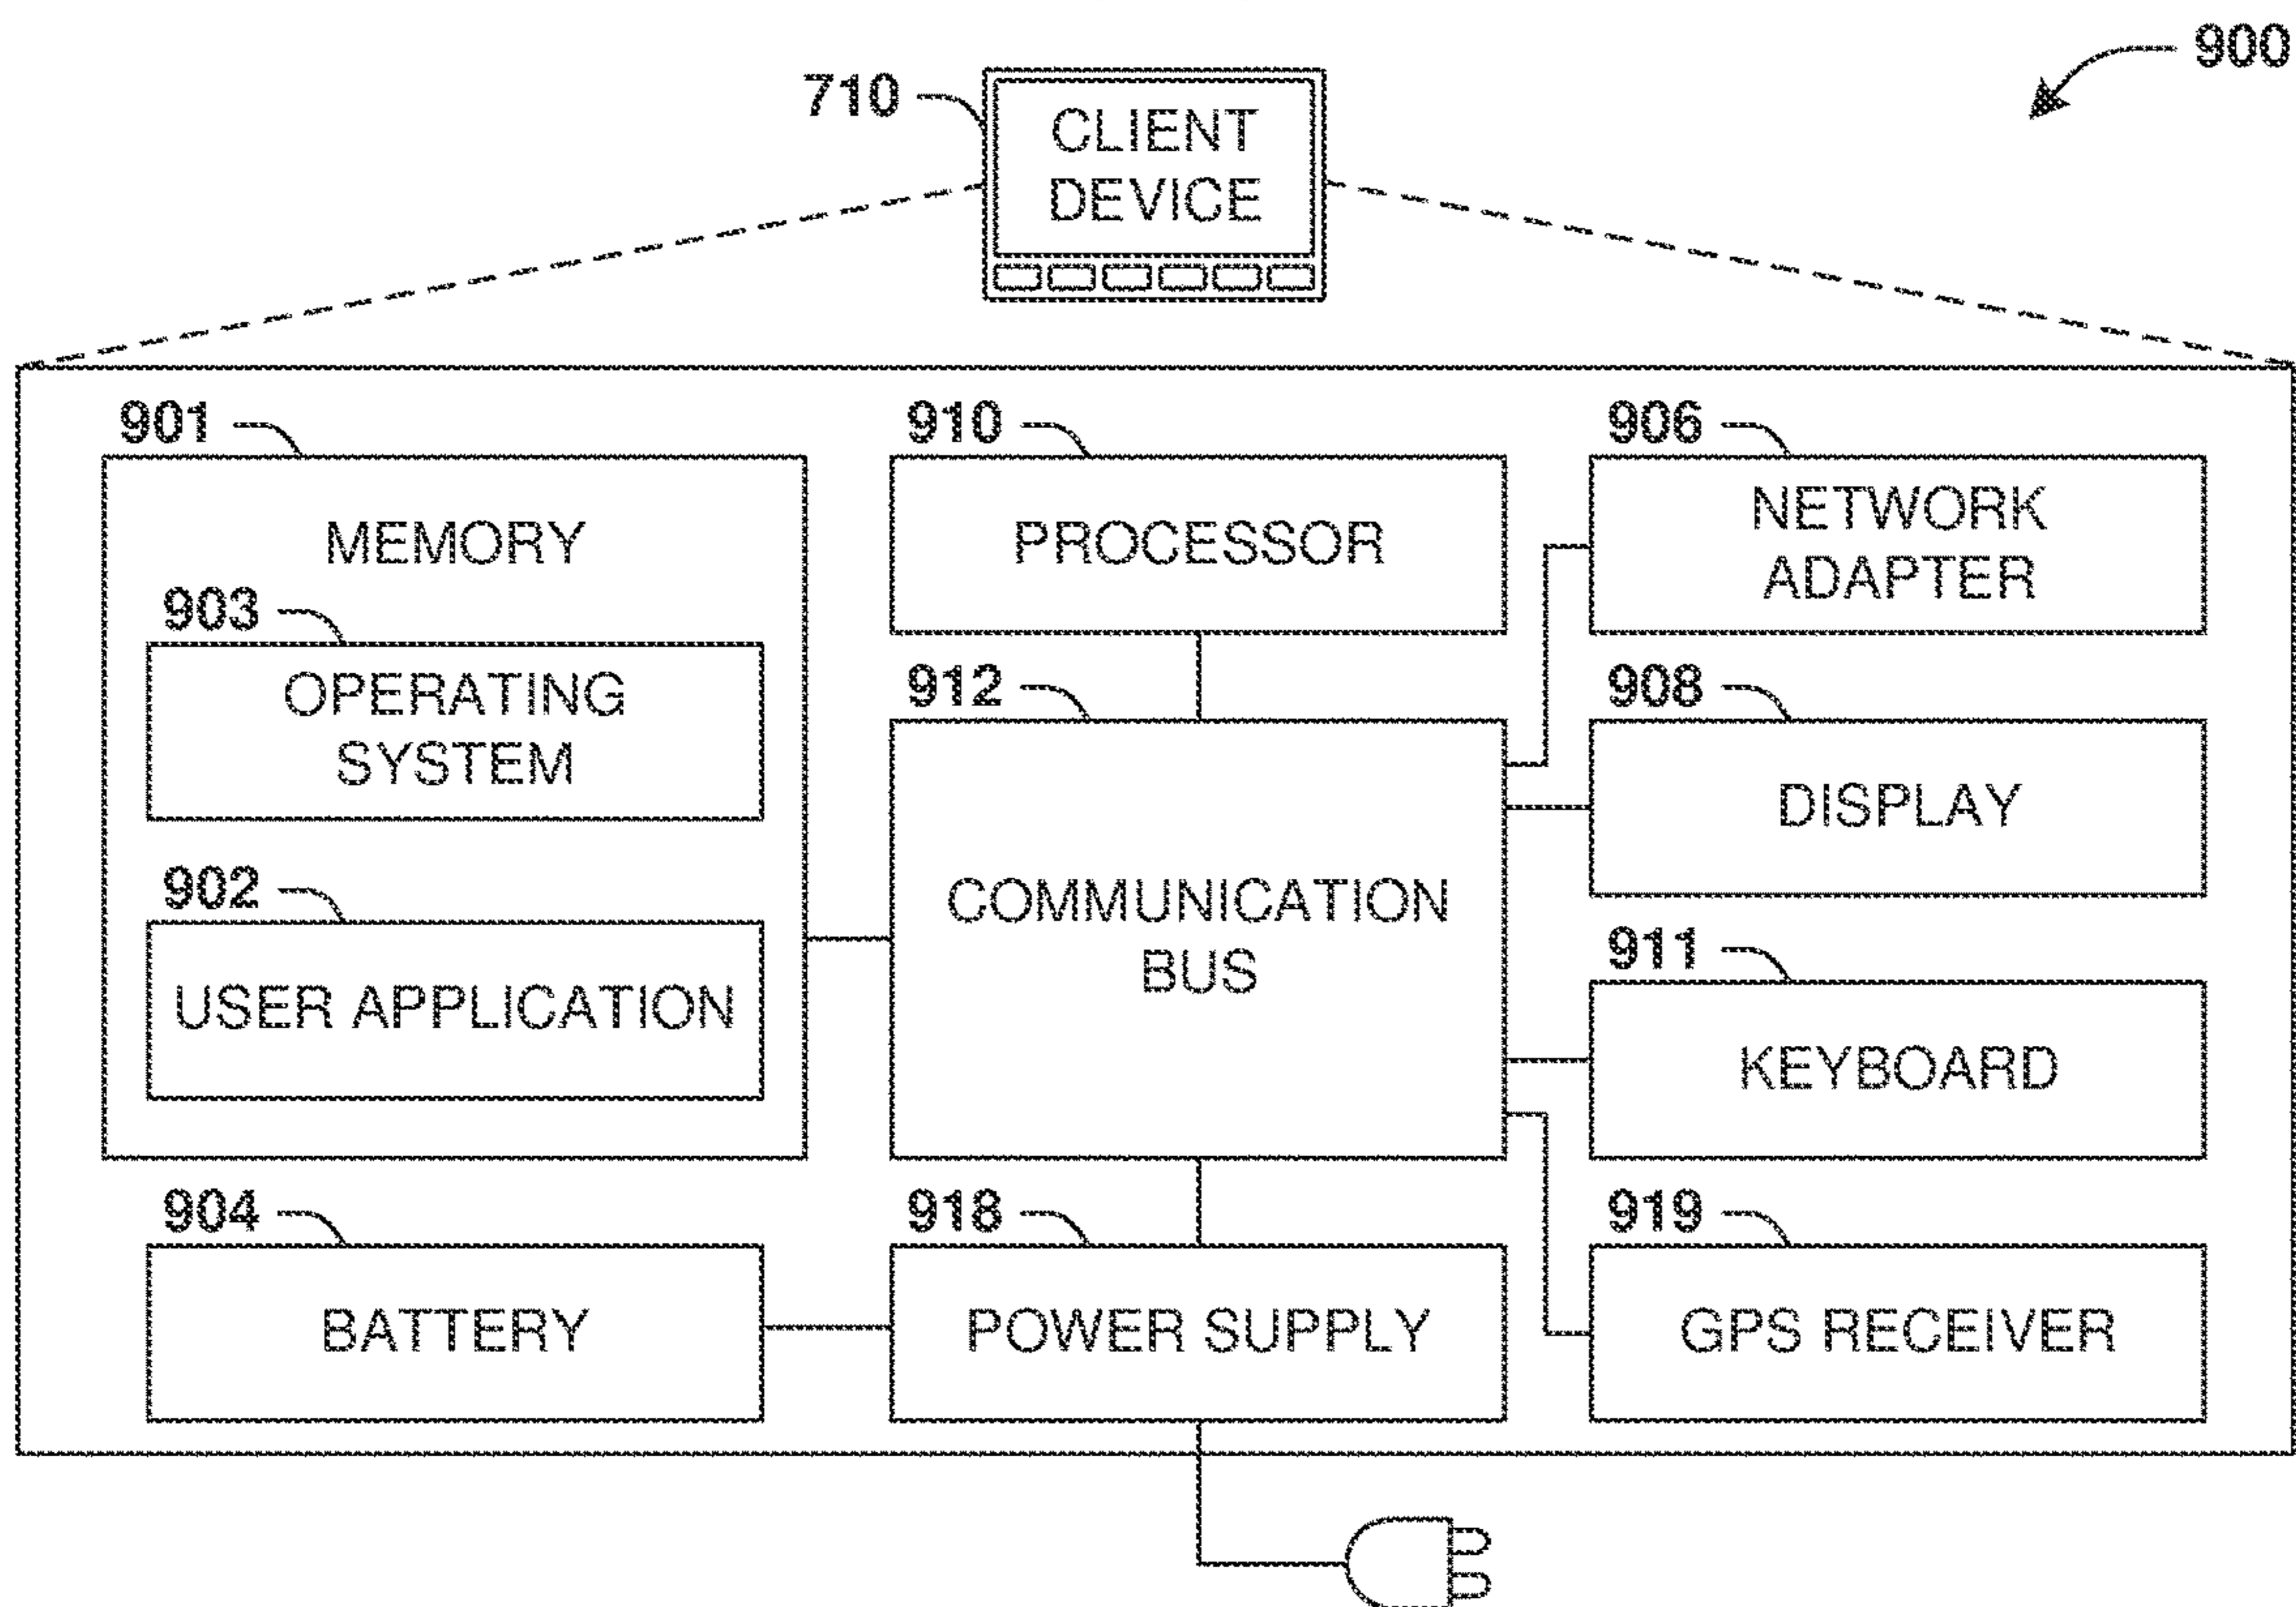 900
710
CLIENT
DEVICE
901
MEMORY
903
OPERATING
SYSTEM
902
USER APPLICATION
904
BATTERY
910
PROCESSOR
912
COMMUNICATION
BUS
918
POWER SUPPLY
906
NETWORK
ADAPTER
908
DISPLAY
911
KEYBOARD
919
GPS RECEIVER